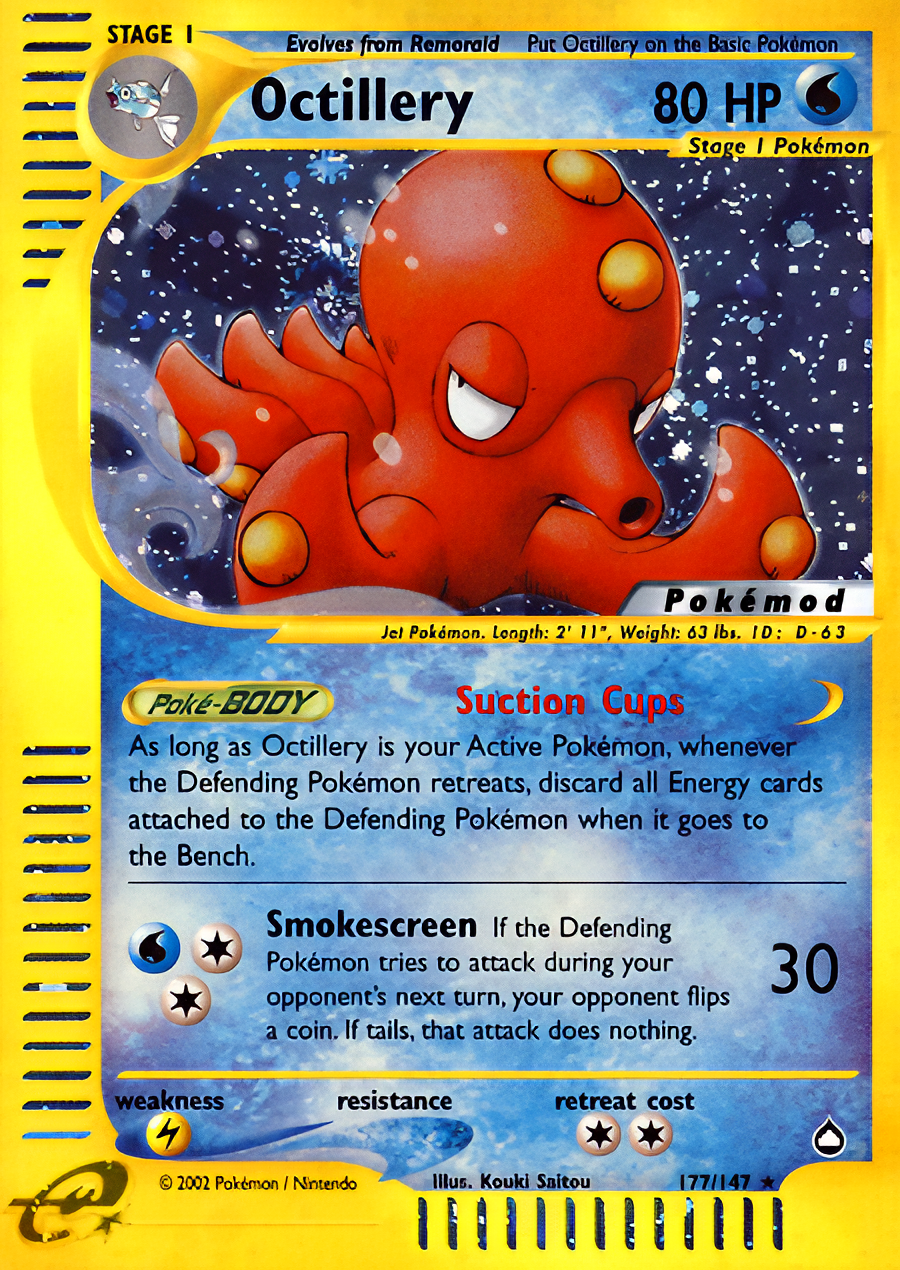 STAGE 1
Evolves from Remoraid Put Octillery on the Basic Pokémon
Octillery 80 HP
Stage 1 Pokémon
Pokémod
Jet Pokémon. Length: 2' 11", Weight: 63 lbs. ID: D-63
Poké-BODY Suction Cups
As long as Octillery is your Active Pokémon, whenever
the Defending Pokémon retreats, discard all Energy cards
attached to the Defending Pokémon when it goes to
the Bench.
Smokescreen If the Defending
Pokémon tries to attack during your
opponent's next turn, your opponent flips
a coin. If tails, that attack does nothing.
30
weakness resistance retreat cost
© 2002 Pokémon / Nintendo Illus. Kouki Saitou 177/147 ★